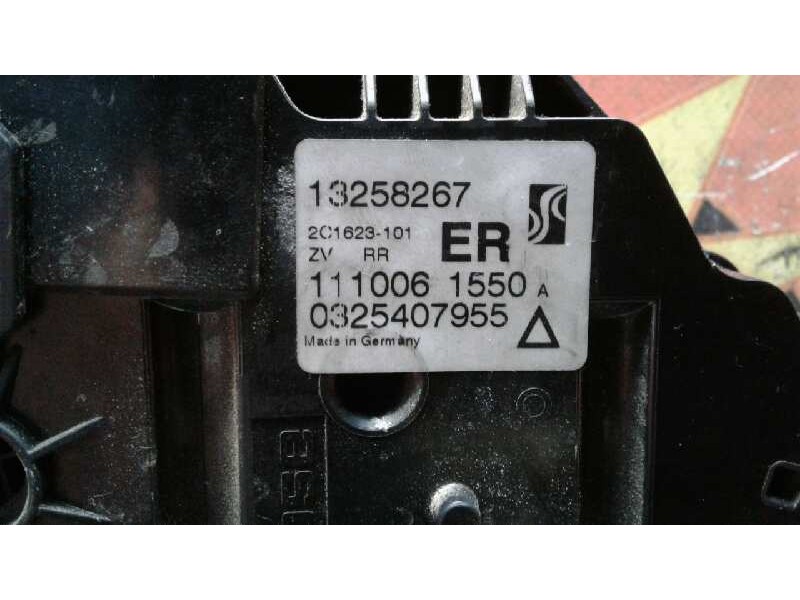 13258267
2C1623-101 ER
ZV RR
111006 1550 A
0325407955
Made in Germany